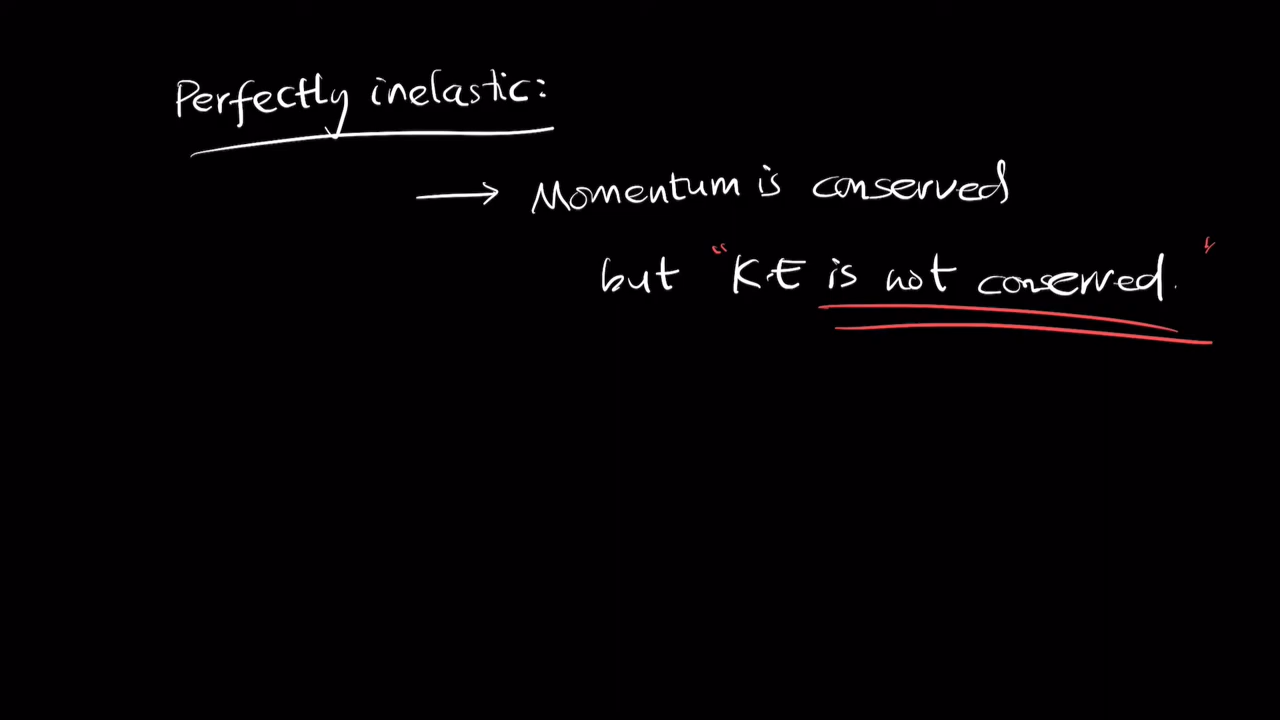 Perfectly inelastic:
→ Momentum is conserved
but "K.E is not conserved."